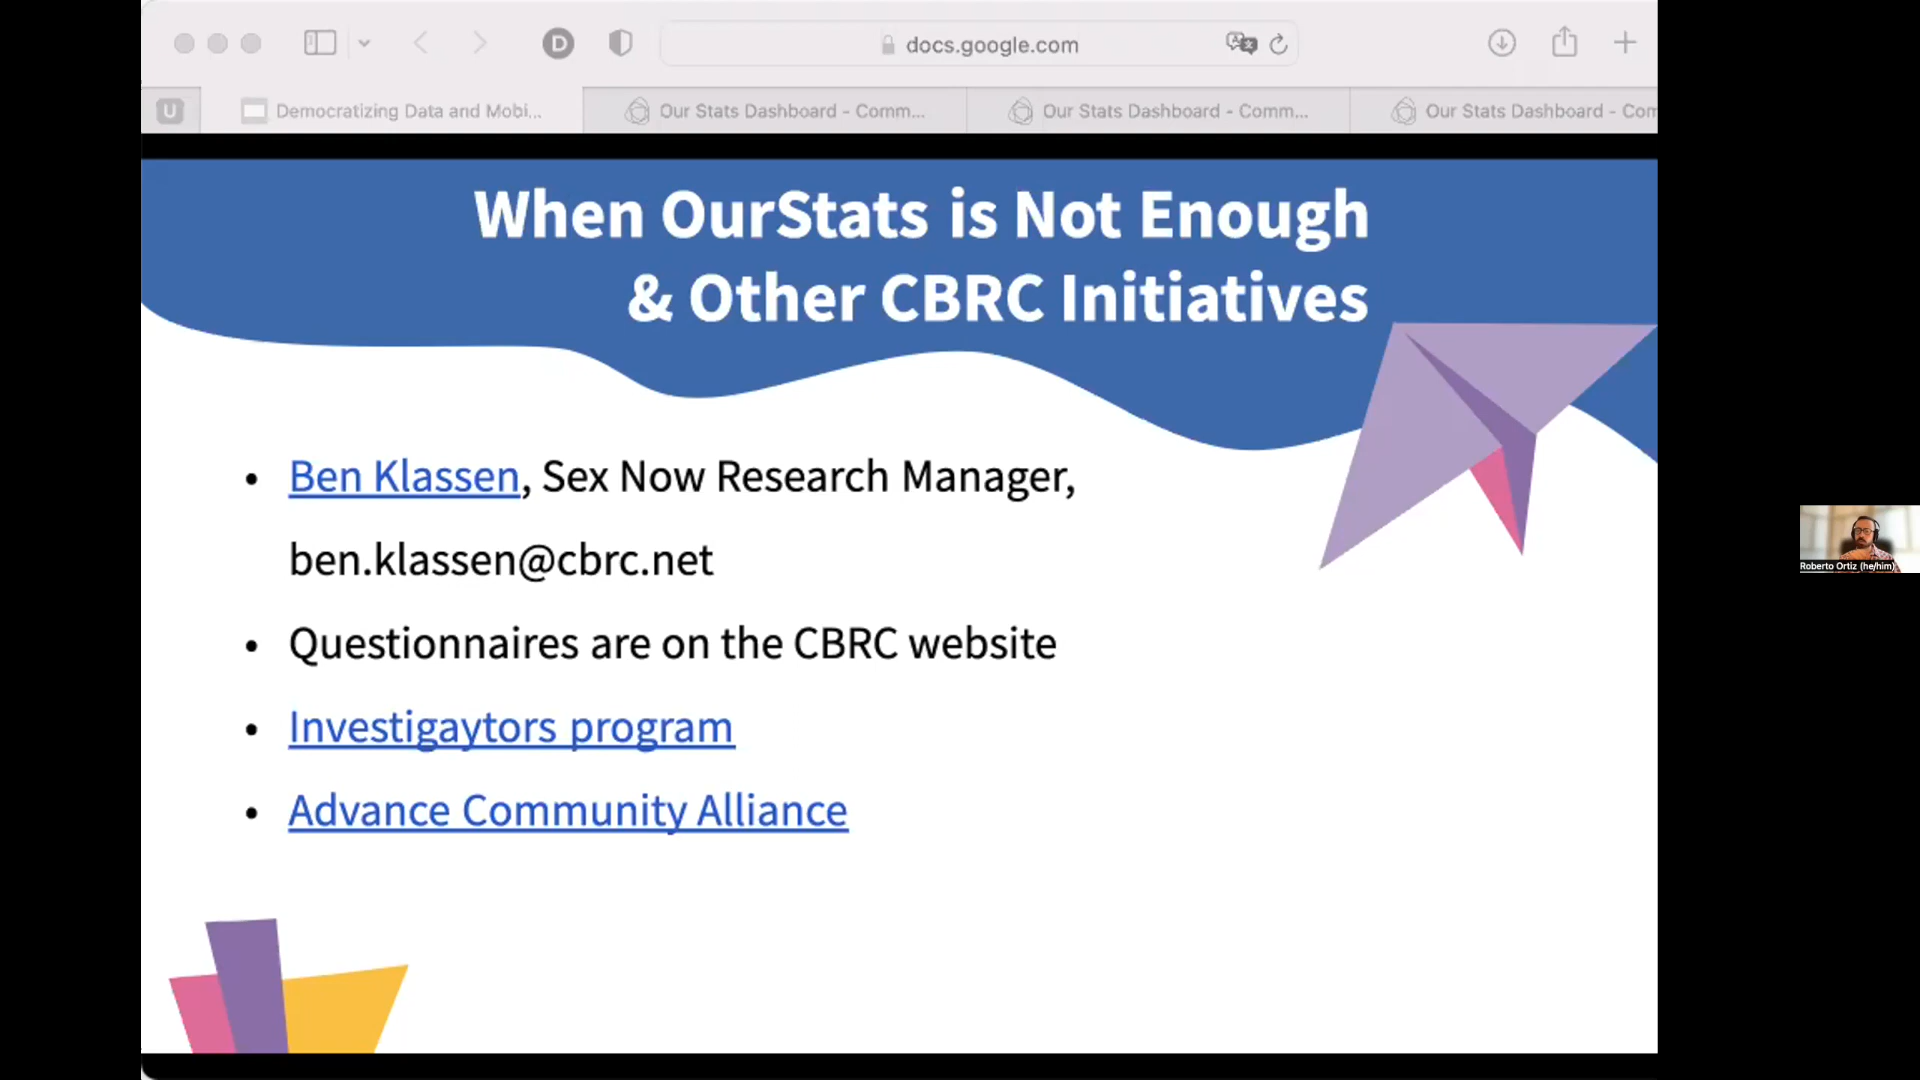 D
docs.google.com
U
Democratizing Data and Mobi...
Our Stats Dashboard - Comm...
Our Stats Dashboard - Comm...
Our Stats Dashboard - Com
When OurStats is Not Enough
& Other CBRC Initiatives
• Ben Klassen, Sex Now Research Manager,
ben.klassen@cbrc.net
• Questionnaires are on the CBRC website
• Investigaytors program
• Advance Community Alliance
Roberto Ortiz (he/him)